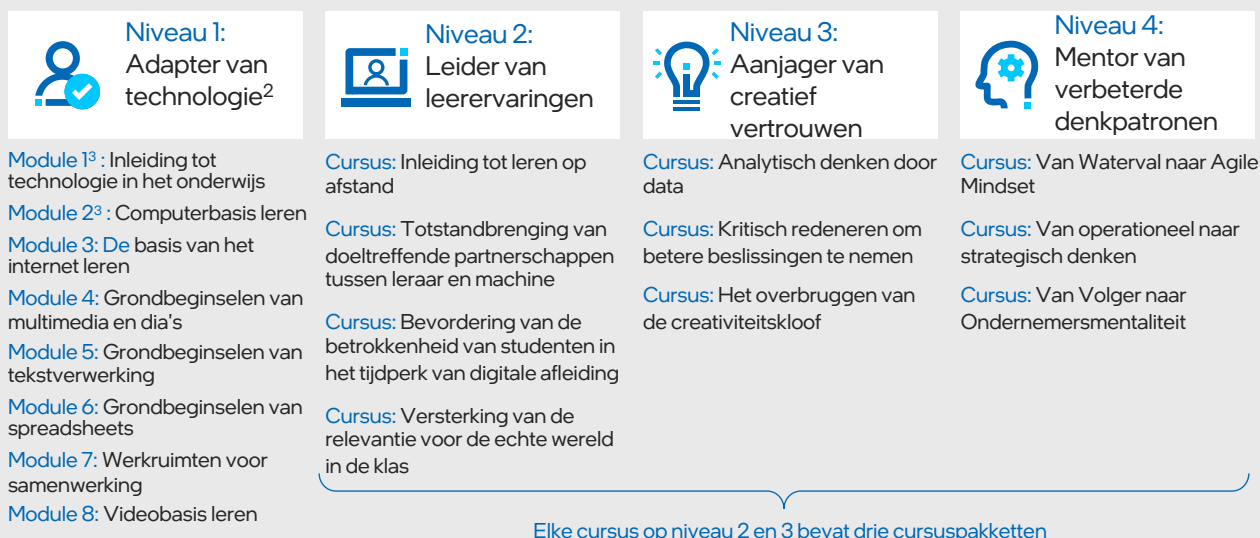 Niveau 1:
Adapter van
technologie²
Module 1³ : Inleiding tot
technologie in het onderwijs
Module 2³ : Computerbasis leren
Module 3: De basis van het
internet leren
Module 4: Grondbeginselen van
multimedia en dia's
Module 5: Grondbeginselen van
tekstverwerking
Module 6: Grondbeginselen van
spreadsheets
Module 7: Werkruimten voor
samenwerking
Module 8: Videobasis leren
Niveau 2:
Leider van
leerervaringen
Cursus: Inleiding tot leren op
afstand
Cursus: Totstandbrenging van
doeltreffende partnerschappen
tussen leraar en machine
Cursus: Bevordering van de
betrokkenheid van studenten in
het tijdperk van digitale afleiding
Cursus: Versterking van de
relevantie voor de echte wereld
in de klas
Niveau 3:
Aanjager van
creatief
vertrouwen
Cursus: Analytisch denken door
data
Cursus: Kritisch redeneren om
betere beslissingen te nemen
Cursus: Het overbruggen van
de creativiteitskloof
Niveau 4:
Mentor van
verbeterde
denkpatronen
Cursus: Van Waterval naar Agile
Mindset
Cursus: Van operationeel naar
strategisch denken
Cursus: Van Volger naar
Ondernemersmentaliteit
Elke cursus op niveau 2 en 3 bevat drie cursuspakketten